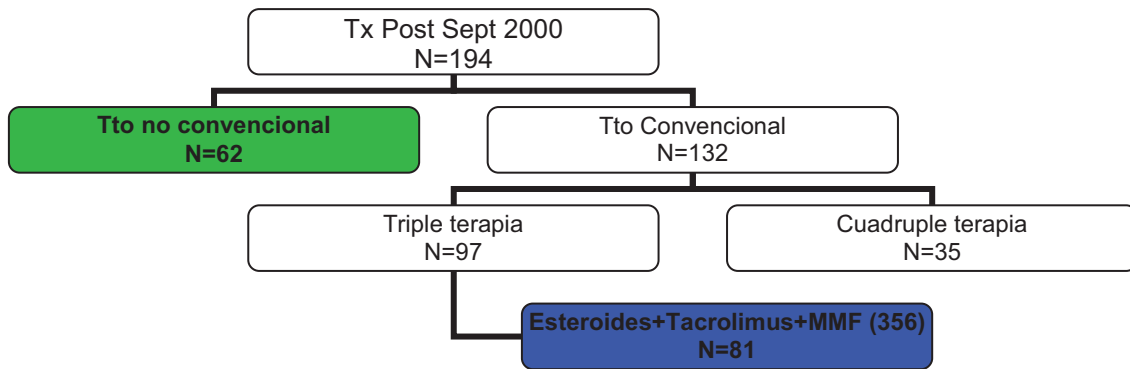 Tx Post Sept 2000
N=194
Tto no convencional
N=62
Tto Convencional
N=132
Triple terapia
N=97
Cuadruple terapia
N=35
Esteroides+Tacrolimus+MMF (356)
N=81